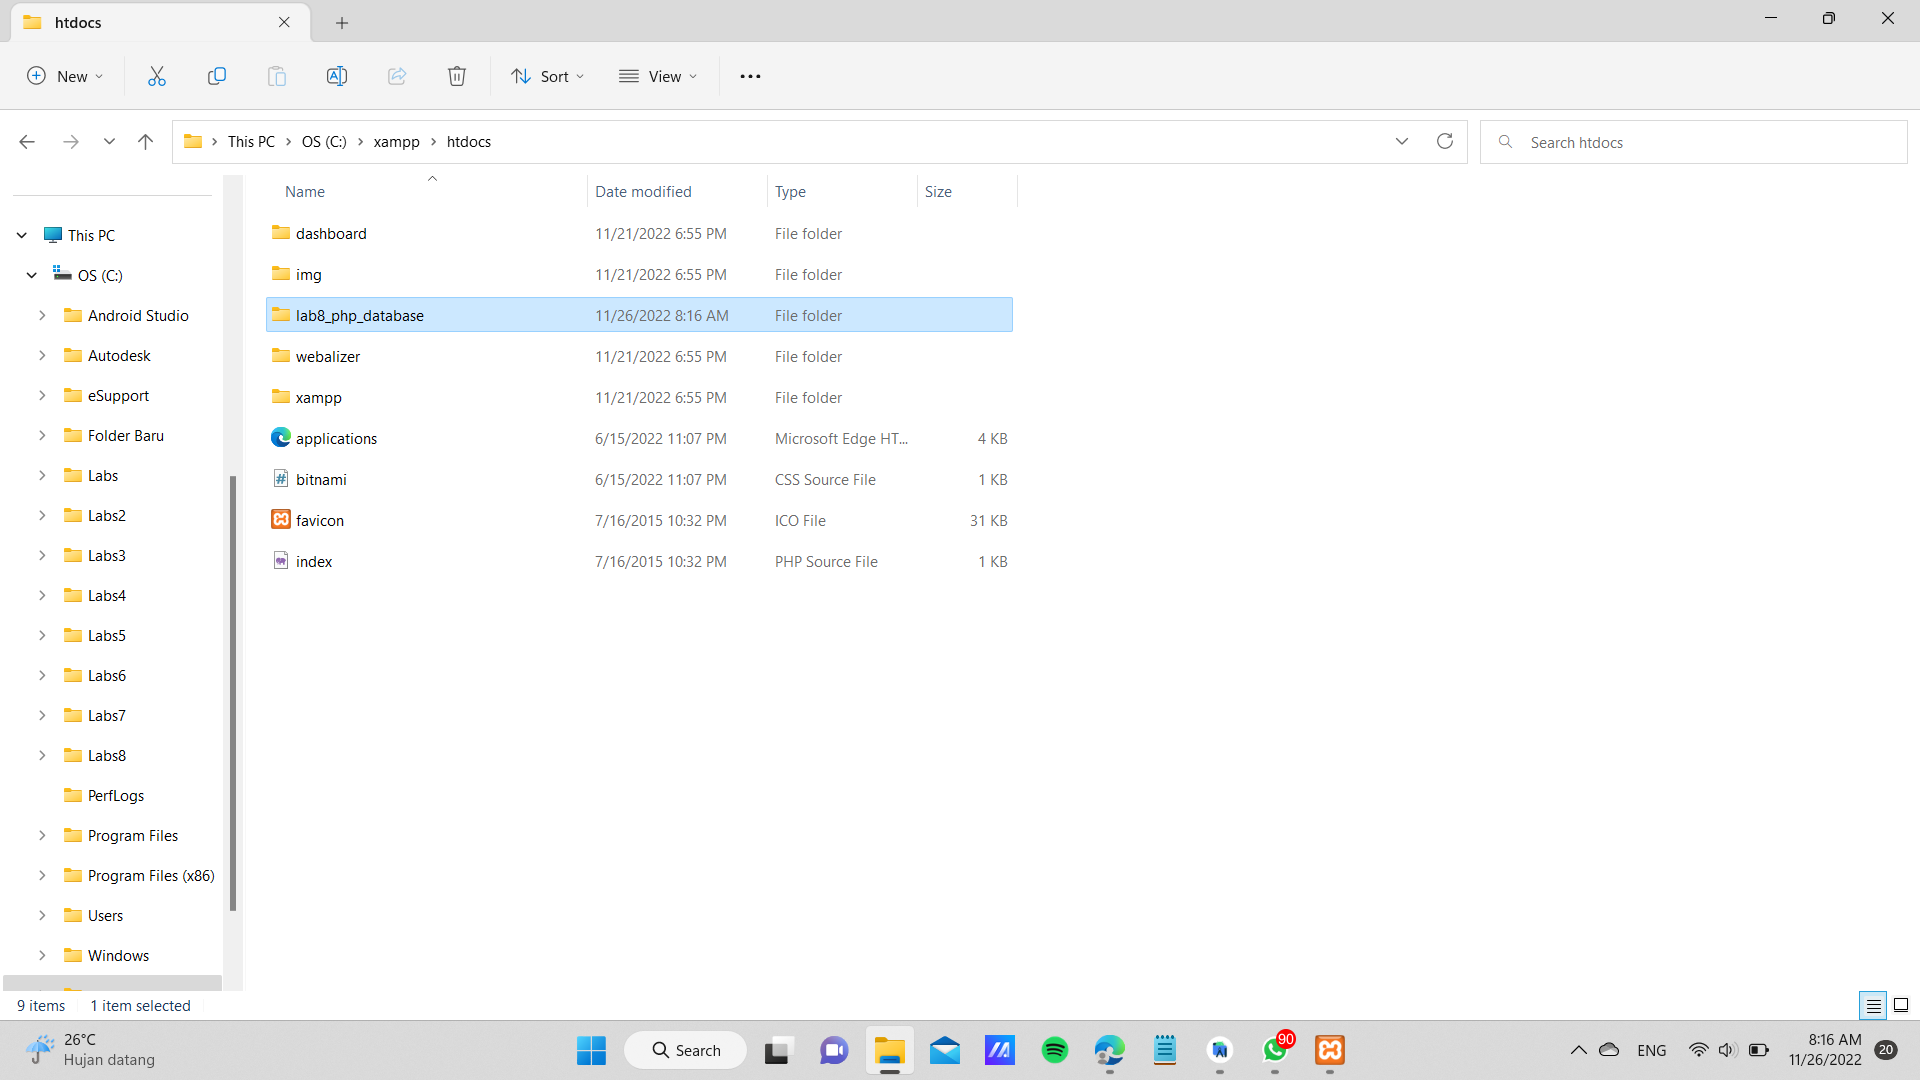 htdocs
New
Sort
View
This PC
OS (C:)
xampp
htdocs
Search htdocs
Name
Date modified
Type
Size
This PC
OS (C:)
Android Studio
Autodesk
eSupport
Folder Baru
Labs
Labs2
Labs3
Labs4
Labs5
Labs6
Labs7
Labs8
PerfLogs
Program Files
Program Files (x86)
Users
Windows
dashboard 11/21/2022 6:55 PM File folder
img 11/21/2022 6:55 PM File folder
lab8_php_database 11/26/2022 8:16 AM File folder
webalizer 11/21/2022 6:55 PM File folder
xampp 11/21/2022 6:55 PM File folder
applications 6/15/2022 11:07 PM Microsoft Edge HT... 4 KB
bitnami 6/15/2022 11:07 PM CSS Source File 1 KB
favicon 7/16/2015 10:32 PM ICO File 31 KB
index 7/16/2015 10:32 PM PHP Source File 1 KB
9 items
1 item selected
26°C
Hujan datang
Search
90
ENG
8:16 AM
11/26/2022
20